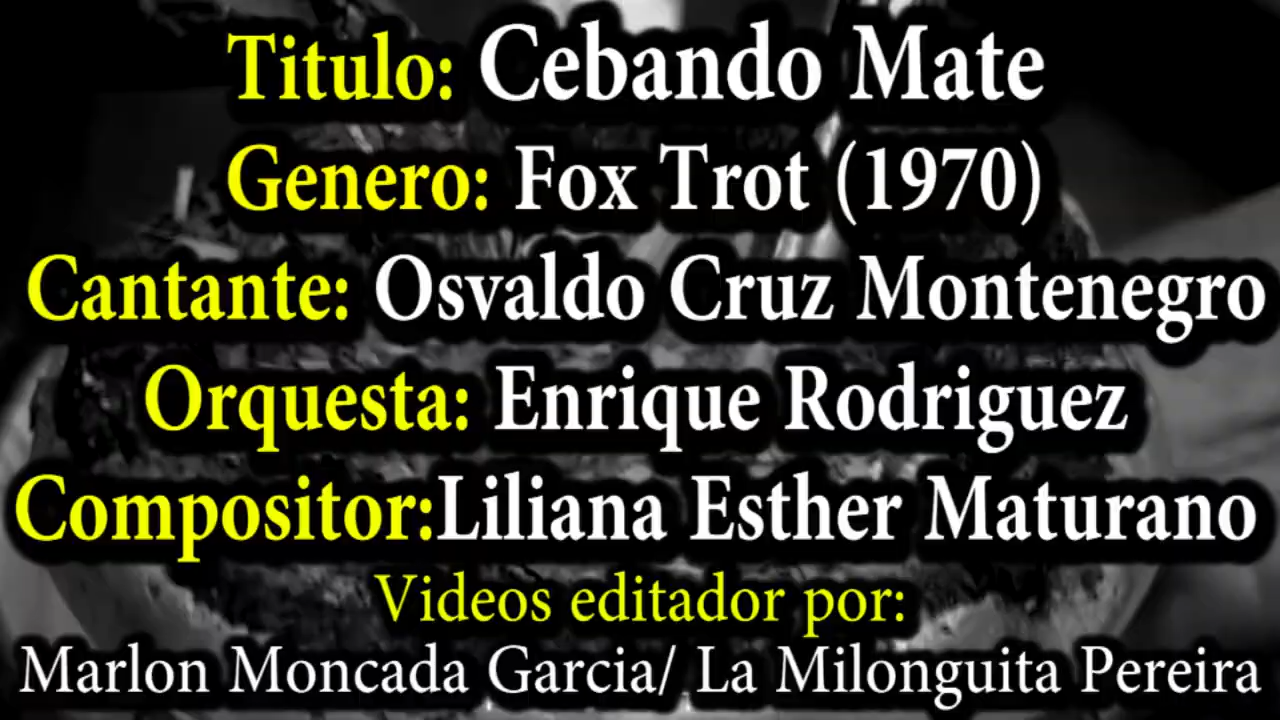 Titulo: Cebando Mate
Genero: Fox Trot (1970)
Cantante: Osvaldo Cruz Montenegro
Orquesta: Enrique Rodriguez
Compositor:Liliana Esther Maturano
Videos editador por:
Marlon Moncada Garcia/ La Milonguita Pereira